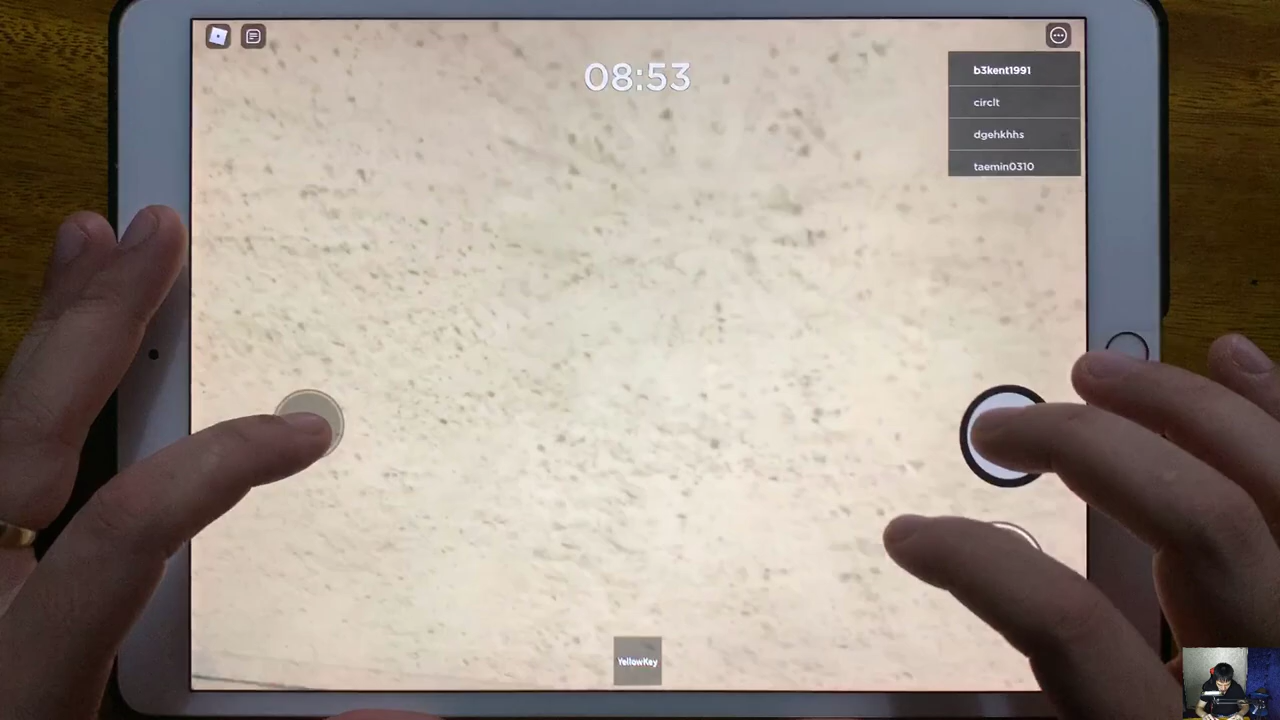 08:53
b3kent1991
circlt
dgehkhhs
taemin0310
YellowKey